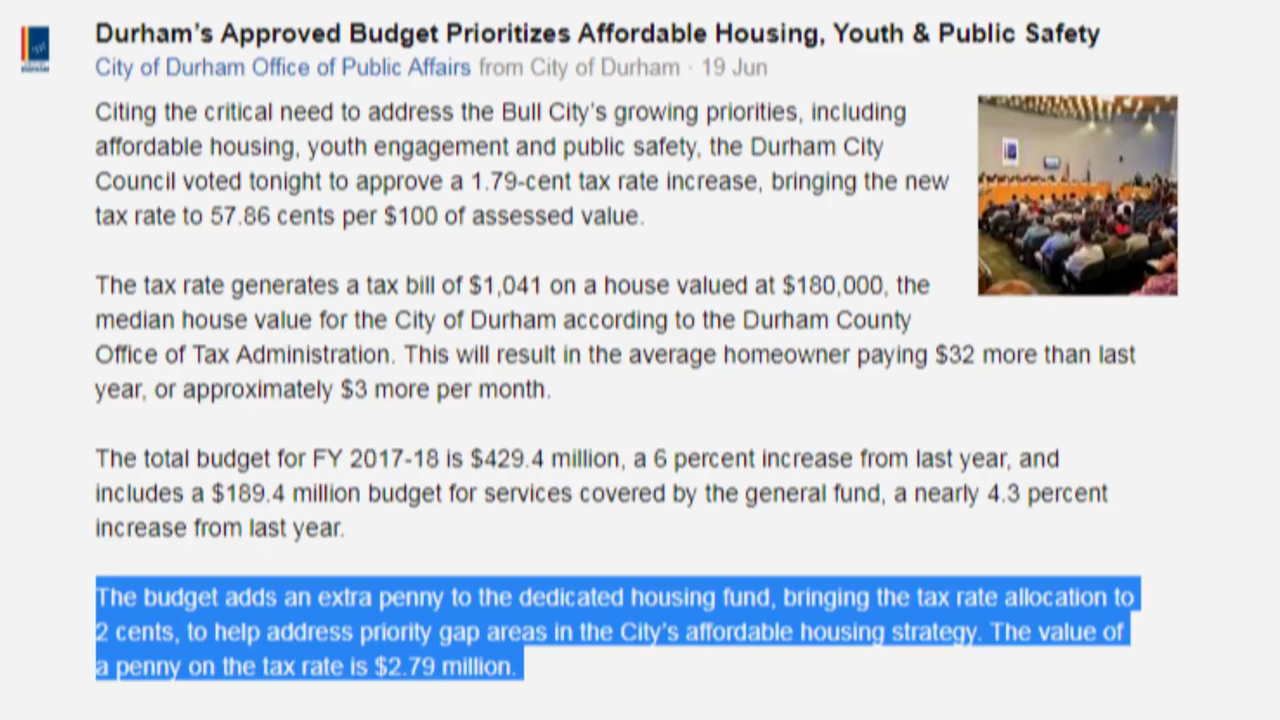 Durham's Approved Budget Prioritizes Affordable Housing, Youth & Public Safety
City of Durham Office of Public Affairs from City of Durham · 19 Jun
Citing the critical need to address the Bull City's growing priorities, including
affordable housing, youth engagement and public safety, the Durham City
Council voted tonight to approve a 1.79-cent tax rate increase, bringing the new
tax rate to 57.86 cents per $100 of assessed value.
The tax rate generates a tax bill of $1,041 on a house valued at $180,000, the
median house value for the City of Durham according to the Durham County
Office of Tax Administration. This will result in the average homeowner paying $32 more than last
year, or approximately $3 more per month.
The total budget for FY 2017-18 is $429.4 million, a 6 percent increase from last year, and
includes a $189.4 million budget for services covered by the general fund, a nearly 4.3 percent
increase from last year.
The budget adds an extra penny to the dedicated housing fund, bringing the tax rate allocation to
2 cents, to help address priority gap areas in the City's affordable housing strategy. The value of
a penny on the tax rate is $2.79 million.